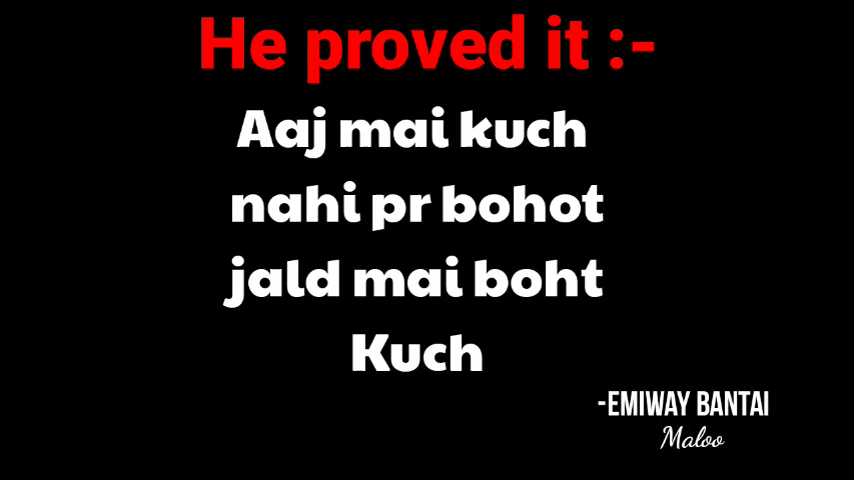 He proved it :-
Aaj mai kuch
nahi pr bohot
jald mai boht
Kuch
-EMIWAY BANTAI
Maloo